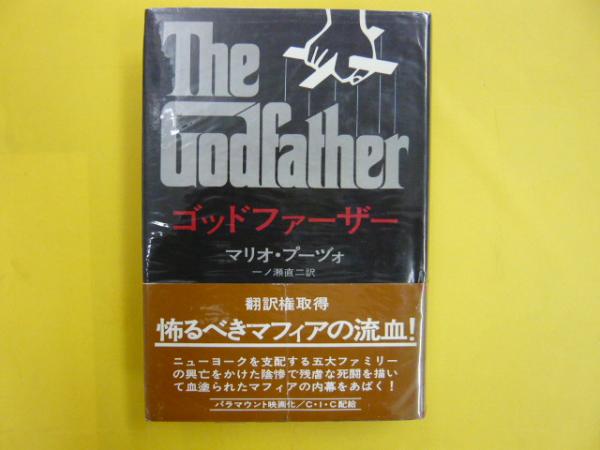 The
Godfather
ゴッドファーザー
マリオ・プーヅォ
一ノ瀬直二訳
翻訳権取得
怖るべきマフィアの流血!
ニューヨークを支配する五大ファミリー
の興亡をかけた陰惨で残虐な死闘を描い
て血塗られたマフィアの内幕をあばく!
パラマウント映画化/C・I・C配給